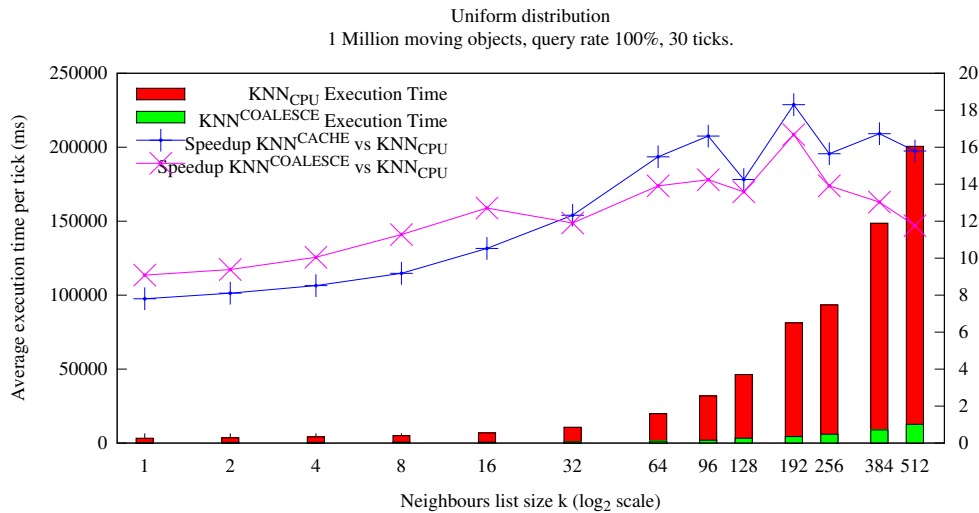 Uniform distribution
1 Million moving objects, query rate 100%, 30 ticks.
Average execution time per tick (ms)
250000
200000
150000
100000
50000
0
KNN_CPU Execution Time
KNN^COALESCE Execution Time
Speedup KNN^CACHE vs KNN_CPU
Speedup KNN^COALESCE vs KNN_CPU
20
18
16
14
12
10
8
6
4
2
0
1 2 4 8 16 32 64 96 128 192 256 384 512
Neighbours list size k (log_2 scale)